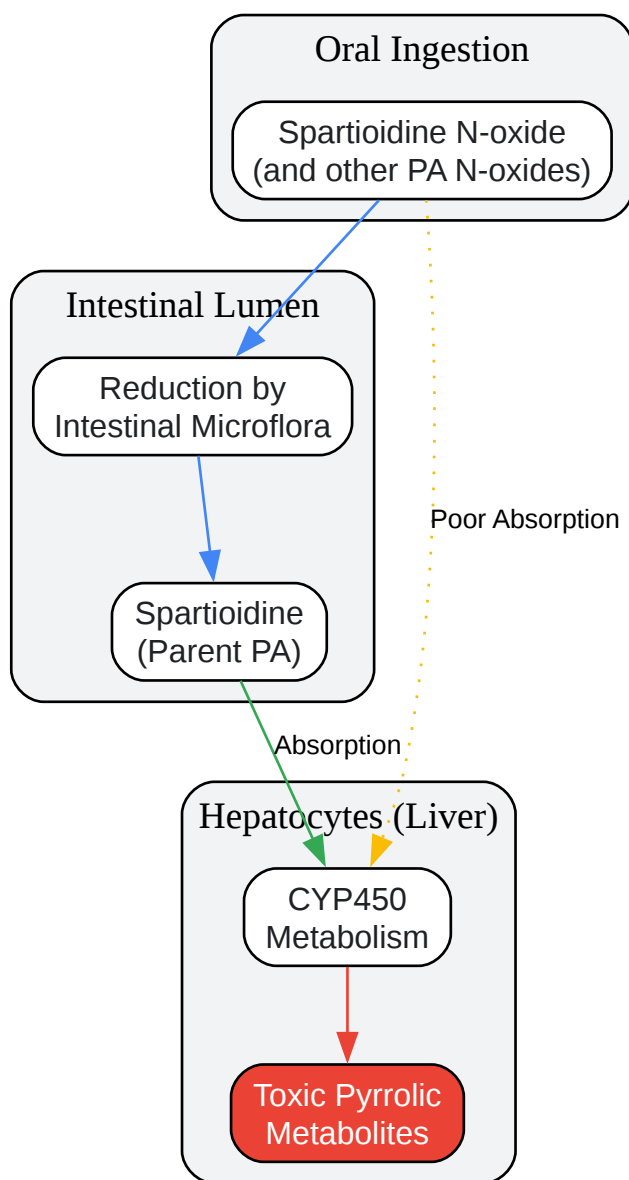 Oral Ingestion
Spartioidine N-oxide
(and other PA N-oxides)
Intestinal Lumen
Reduction by
Intestinal Microflora
Poor Absorption
Spartioidine
(Parent PA)
Absorption
Hepatocytes (Liver)
CYP450
Metabolism
Toxic Pyrrolic
Metabolites